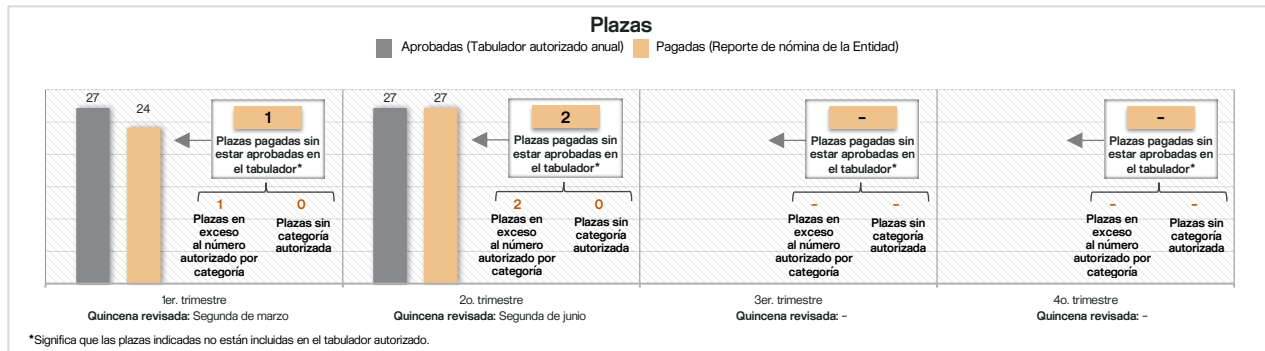 Plazas
Aprobadas (Tabulador autorizado anual)
Pagadas (Reporte de nómina de la Entidad)
27
24
1
Plazas pagadas sin
estar aprobadas en
el tabulador*
1
0
Plazas en
exceso
al número
autorizado por
categoría
Plazas sin
categoría
autorizada
27
27
2
Plazas pagadas sin
estar aprobadas en
el tabulador*
2
0
Plazas en
exceso
al número
autorizado por
categoría
Plazas sin
categoría
autorizada
–
Plazas pagadas sin
estar aprobadas en
el tabulador*
–
–
Plazas en
exceso
al número
autorizado por
categoría
Plazas sin
categoría
autorizada
–
Plazas pagadas sin
estar aprobadas en
el tabulador*
–
–
Plazas en
exceso
al número
autorizado por
categoría
Plazas sin
categoría
autorizada
1er. trimestre
Quincena revisada: Segunda de marzo
2o. trimestre
Quincena revisada: Segunda de junio
3er. trimestre
Quincena revisada: –
4o. trimestre
Quincena revisada: –
*Significa que las plazas indicadas no están incluidas en el tabulador autorizado.